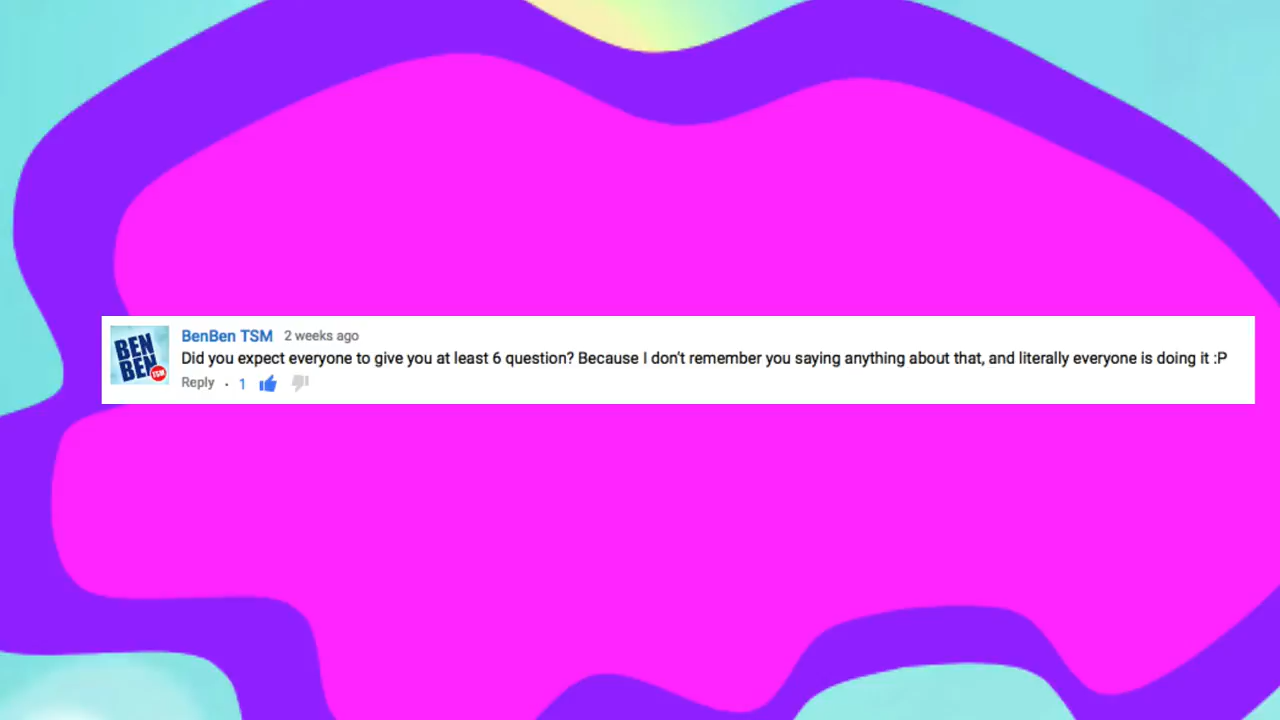 BEN
BEN
TSM
BenBen TSM 2 weeks ago
Did you expect everyone to give you at least 6 question? Because I don't remember you saying anything about that, and literally everyone is doing it :P
Reply · 1